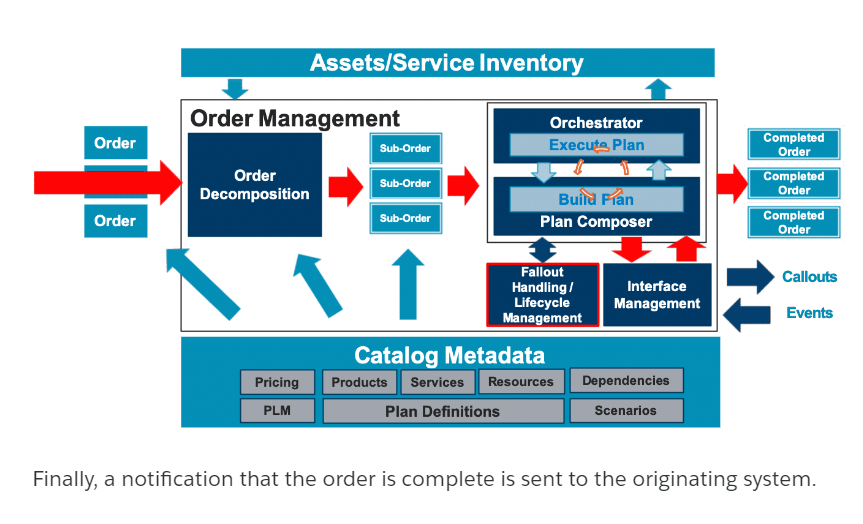 Assets/Service Inventory
Order Management
Order
Order
Order
Decomposition
Sub-Order
Sub-Order
Sub-Order
Orchestrator
Execute Plan
Build Plan
Plan Composer
Fallout
Handling /
Lifecycle
Management
Interface
Management
Completed
Order
Completed
Order
Completed
Order
Callouts
Events
Catalog Metadata
Pricing
Products
Services
Resources
Dependencies
PLM
Plan Definitions
Scenarios
Finally, a notification that the order is complete is sent to the originating system.